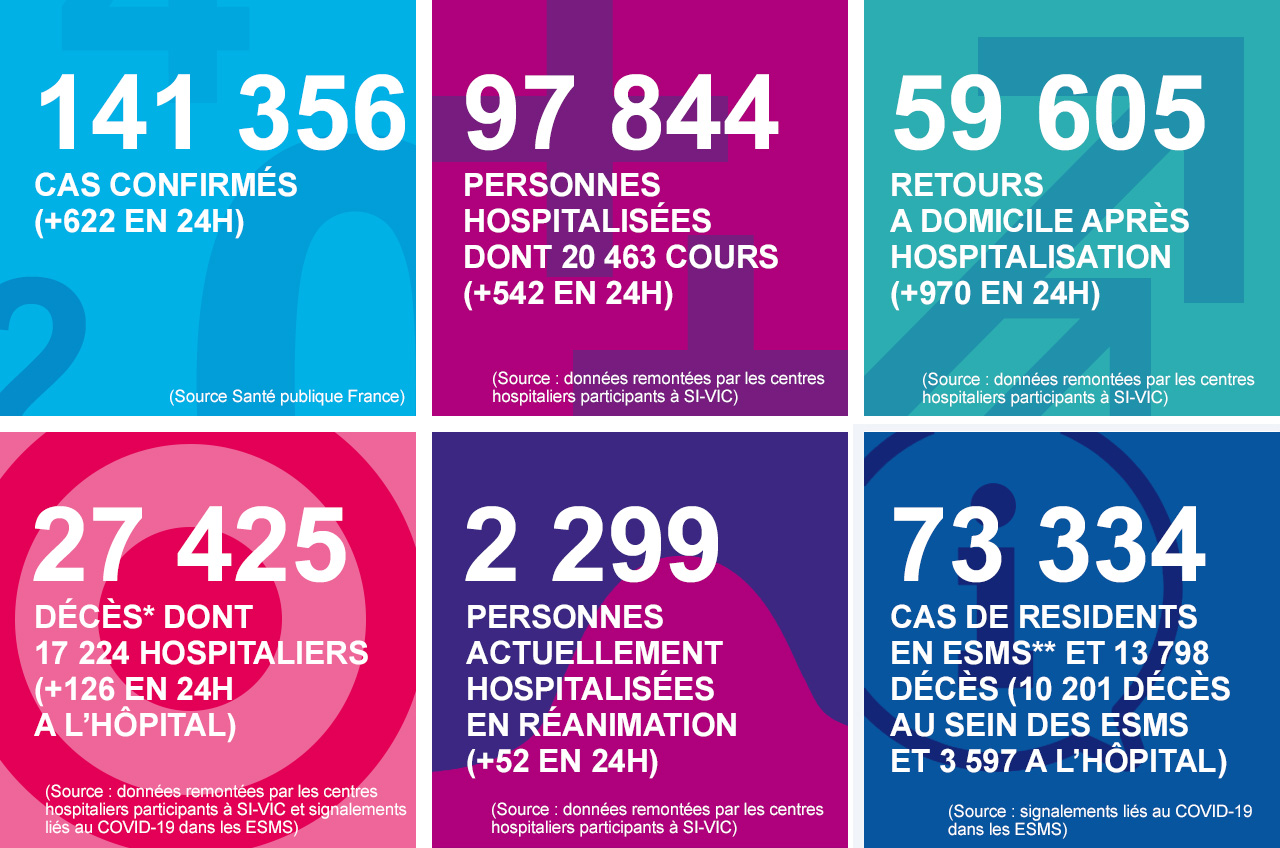 141 356
CAS CONFIRMÉS
(+622 EN 24H)
(Source Santé publique France)
97 844
PERSONNES
HOSPITALISÉES
DONT 20 463 COURS
(+542 EN 24H)
(Source : données remontées par les centres
hospitaliers participants à SI-VIC)
59 605
RETOURS
A DOMICILE APRÈS
HOSPITALISATION
(+970 EN 24H)
(Source : données remontées par les centres
hospitaliers participants à SI-VIC)
27 425
DÉCÈS* DONT
17 224 HOSPITALIERS
(+126 EN 24H
A L’HÔPITAL)
(Source : données remontées par les centres
hospitaliers participants à SI-VIC et signalements
liés au COVID-19 dans les ESMS)
2 299
PERSONNES
ACTUELLEMENT
HOSPITALISÉES
EN RÉANIMATION
(+52 EN 24H)
(Source : données remontées par les centres
hospitaliers participants à SI-VIC)
73 334
CAS DE RESIDENTS
EN ESMS** ET 13 798
DÉCÈS (10 201 DÉCÈS
AU SEIN DES ESMS
ET 3 597 A L’HÔPITAL)
(Source : signalements liés au COVID-19
dans les ESMS)